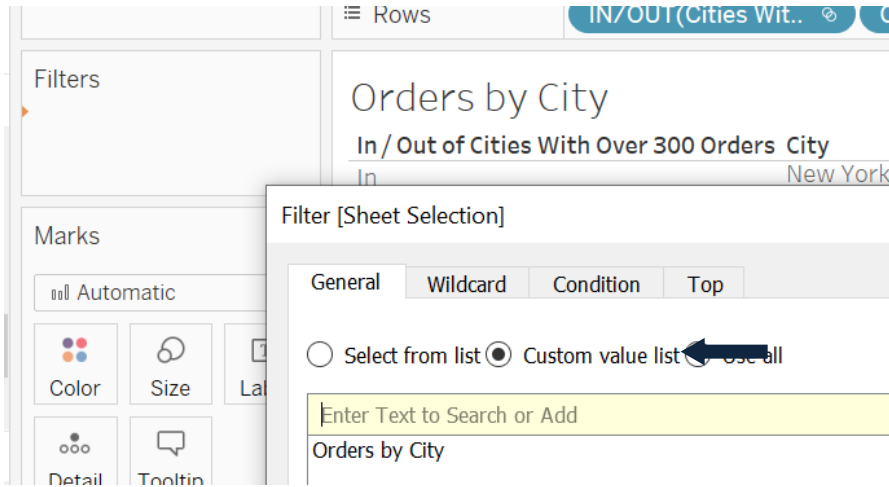 Rows
IN/OUT(Cities Wit..
Filters
Orders by City
In / Out of Cities With Over 300 Orders City
In New York
Filter [Sheet Selection]
Marks
General Wildcard Condition Top
Automatic
Select from list Custom value list Use all
Color Size
Enter Text to Search or Add
Orders by City
Detail Tooltip